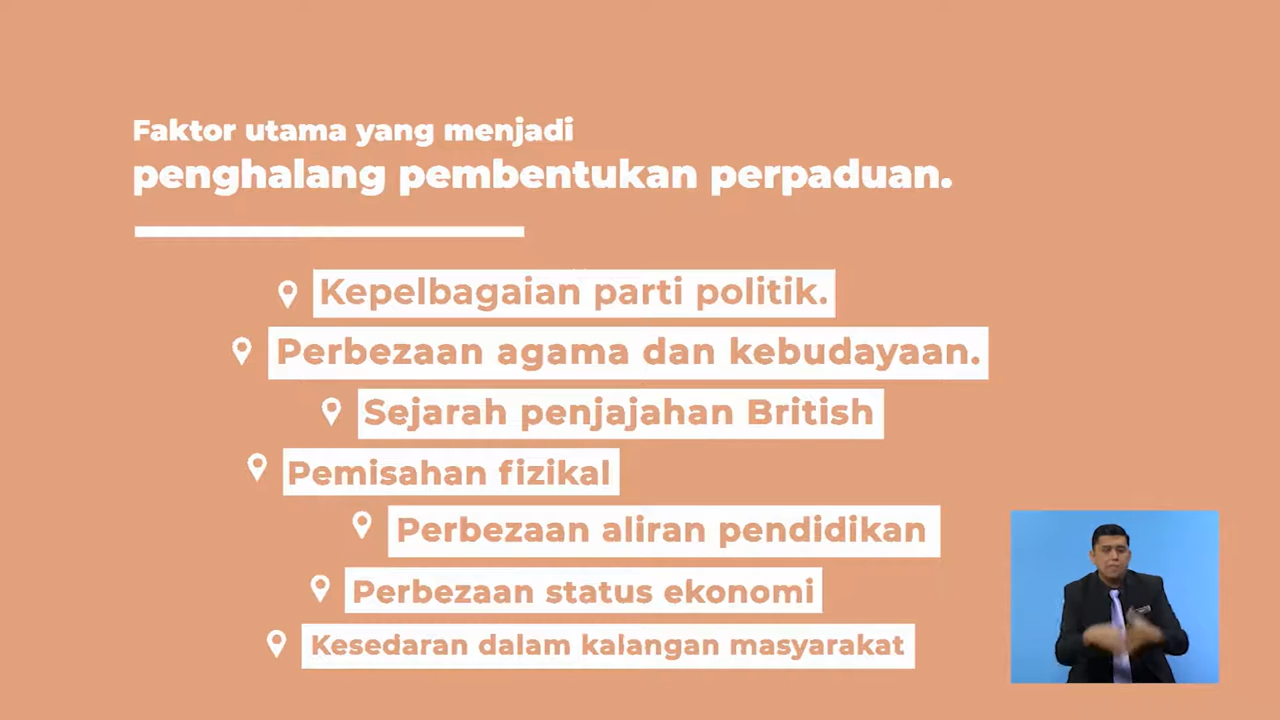 Faktor utama yang menjadi
penghalang pembentukan perpaduan.
Kepelbagaian parti politik.
Perbezaan agama dan kebudayaan.
Sejarah penjajahan British
Pemisahan fizikal
Perbezaan aliran pendidikan
Perbezaan status ekonomi
Kesedaran dalam kalangan masyarakat